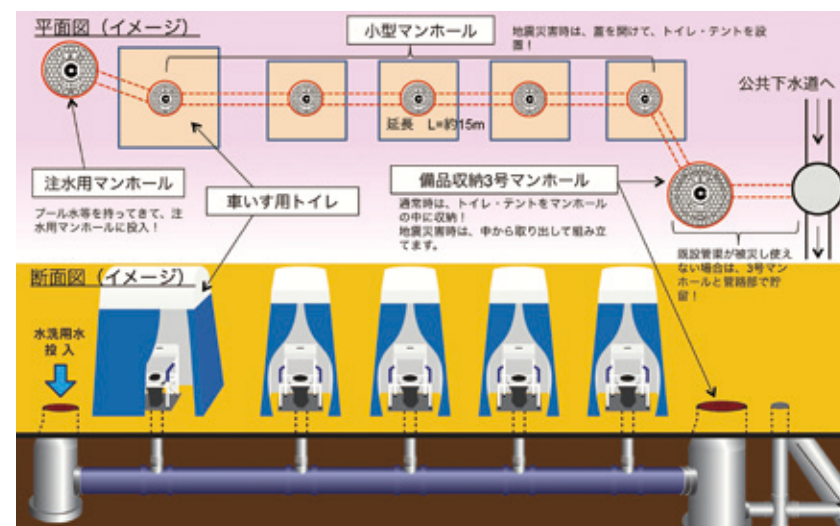 平面図（イメージ）
小型マンホール
地震災害時は、蓋を開けて、トイレ・テントを設
置！
公共下水道へ
延長　L=約15m
注水用マンホール
プール水等を持ってきて、注
水用マンホールに投入！
車いす用トイレ
備品収納3号マンホール
通常時は、トイレ・テントをマンホール
の中に収納！
地震災害時は、中から取り出して組み立
てます。
既設管渠が被災し使え
ない場合は、3号マン
ホールと管路部で貯
留！
断面図（イメージ）
水洗用水
投 入